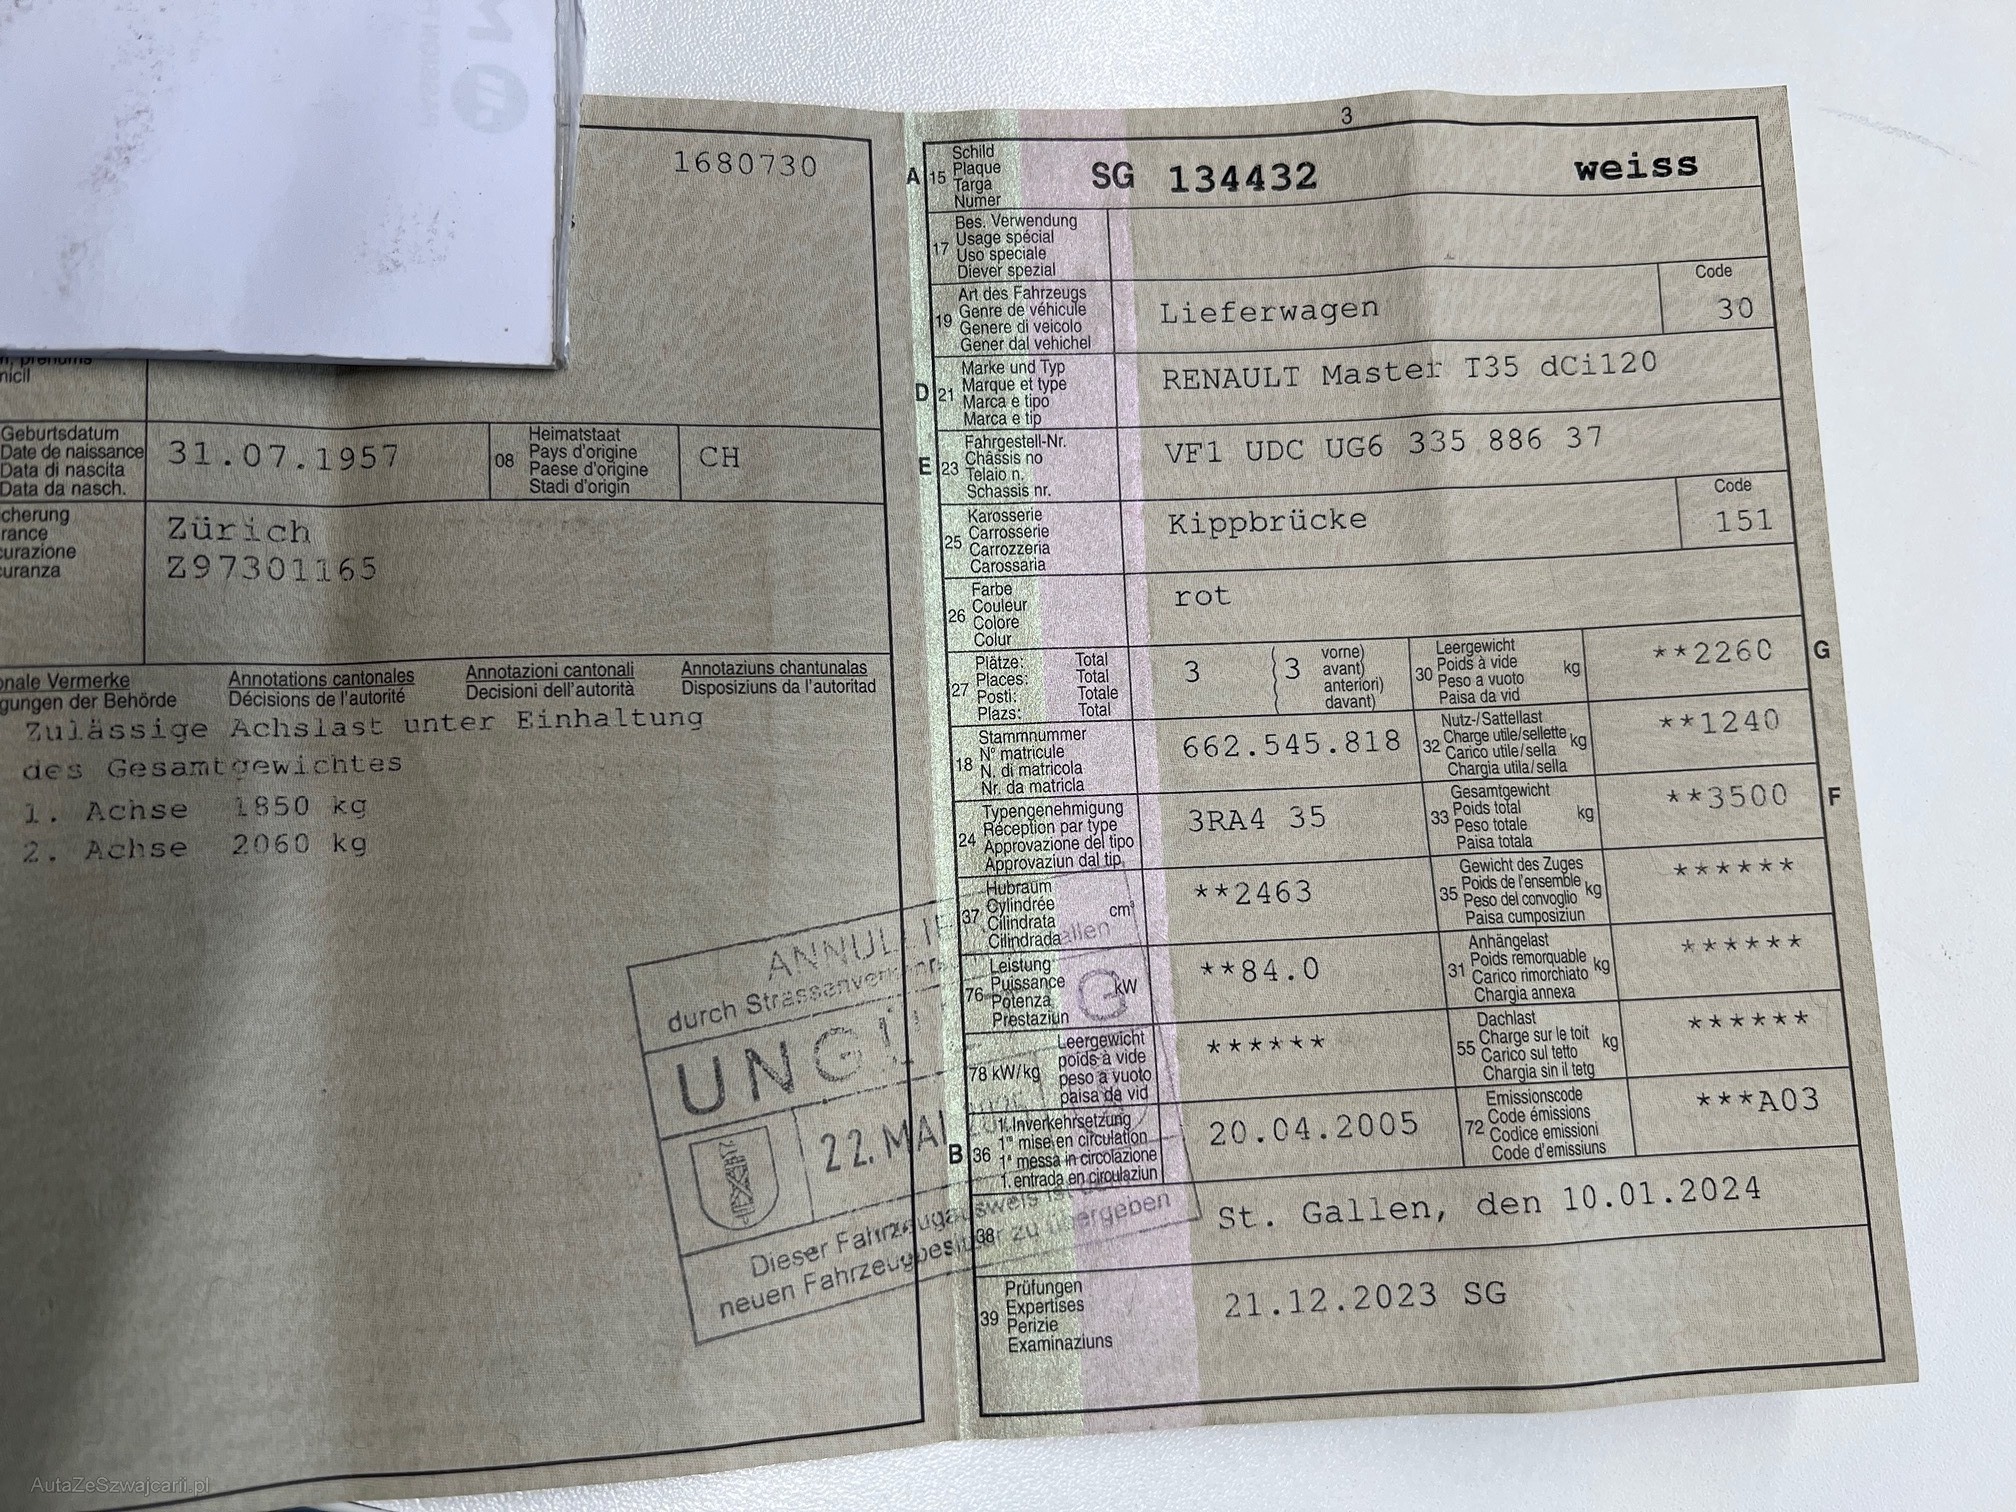 1680730
nicil
Geburtsdatum
Date de naissance
Data di nascita
Data da nasch.
31.07.1957
08
Heimatstaat
Pays d'origine
Paese d'origine
Stadi d'origin
CH
cherung
rance
curazione
uranza
Zürich
Z97301165
nale Vermerke
gungen der Behörde
Annotations cantonales
Décisions de l'autorité
Annotazioni cantonali
Decisioni dell'autorità
Annotaziuns chantunalas
Disposiziuns da l'autoritad
Zulässige Achslast unter Einhaltung
des Gesamtgewichtes
1. Achse 1850 kg
2. Achse 2060 kg
ANNULLIE
durch Strassenverkehrs
allen
UNGÜ
G
22. MAI
Dieser Fahrzeugausweis ist
neuen Fahrzeugbesitzer zu übergeben
3
A
15
Schild
Plaque
Targa
Numer
SG 134432 weiss
17
Bes. Verwendung
Usage spécial
Uso speciale
Diever spezial
19
Art des Fahrzeugs
Genre de véhicule
Genere di veicolo
Gener dal vehichel
Lieferwagen
Code
30
D
21
Marke und Typ
Marque et type
Marca e tipo
Marca e tip
RENAULT Master T35 dCi120
E
23
Fahrgestell-Nr.
Châssis no
Telaio n.
Schassis nr.
VF1 UDC UG6 335 886 37
25
Karosserie
Carrosserie
Carrozzeria
Carossaria
Kippbrücke
Code
151
26
Farbe
Couleur
Colore
Colur
rot
27
Plätze: Total
Places: Total
Posti: Totale
Plazs: Total
3
3
vorne)
avant)
anteriori)
davant)
30
Leergewicht
Poids à vide
Peso a vuoto
Paisa da vid
kg
**2260
G
18
Stammnummer
N° matricule
N. di matricola
Nr. da matricla
662.545.818
32
Nutz-/Sattellast
Charge utile/sellette
Carico utile/sella
Chargia utila/sella
kg
**1240
24
Typengenehmigung
Réception par type
Approvazione del tipo
Approvaziun dal tip
3RA4 35
33
Gesamtgewicht
Poids total
Peso totale
Paisa totala
kg
**3500
F
37
Hubraum
Cylindrée
Cilindrata
Cilindrada
cm³
**2463
35
Gewicht des Zuges
Poids de l'ensemble
Peso del convoglio
Paisa cumposiziun
kg
******
76
Leistung
Puissance
Potenza
Prestaziun
kW
**84.0
31
Anhängelast
Poids remorquable
Carico rimorchiato
Chargia annexa
kg
******
78 kW/kg
Leergewicht
poids à vide
peso a vuoto
paisa da vid
******
55
Dachlast
Charge sur le toit
Carico sul tetto
Chargia sin il tetg
kg
******
B
36
1. Inverkehrsetzung
1re mise en circulation
1a messa in circolazione
1. entrada en circulaziun
20.04.2005
72
Emissionscode
Code émissions
Codice emissioni
Code d'emissiuns
***A03
38
St. Gallen, den 10.01.2024
39
Prüfungen
Expertises
Perizie
Examinaziuns
21.12.2023 SG
AutaZeSzwajcarii.pl